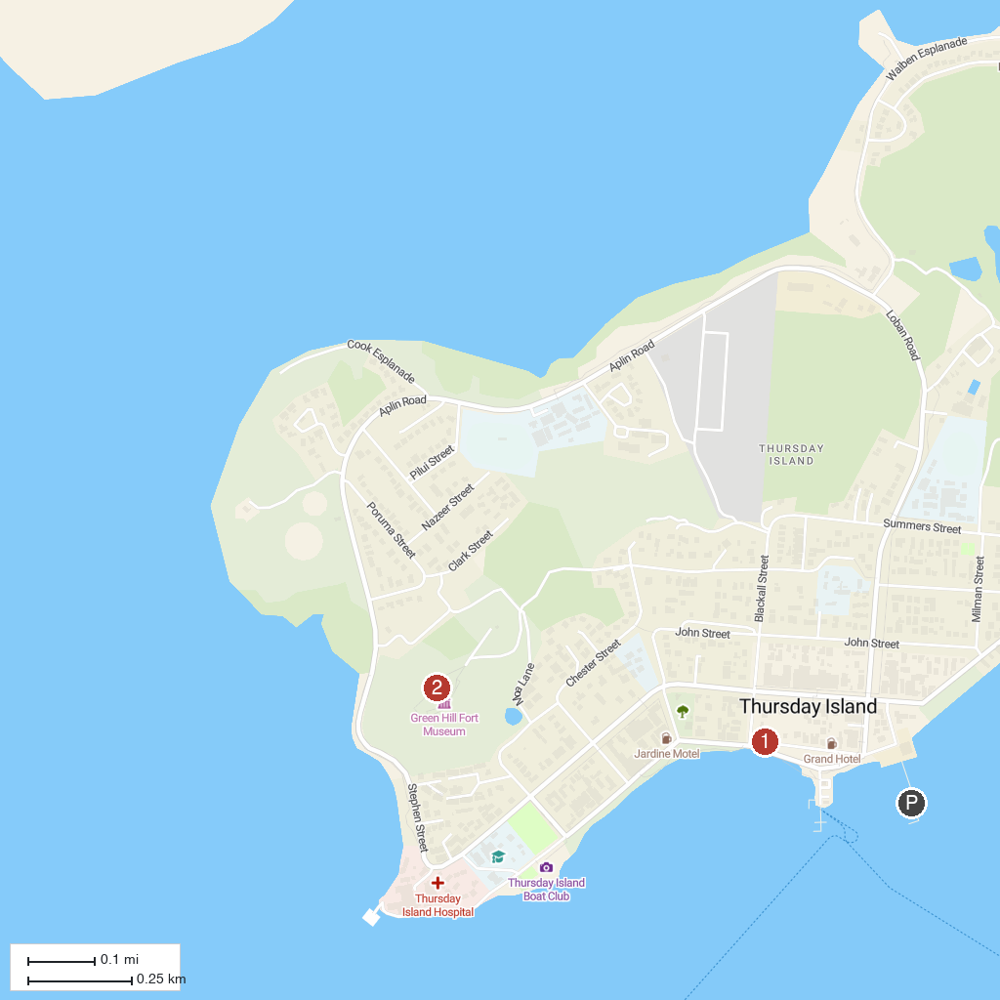 Waiben Esplanade
Loban Road
Aplin Road
Cook Esplanade
Aplin Road
THURSDAY
ISLAND
Pilui Street
Nazeer Street
Poruma Street
Clark Street
Summers Street
Blackall Street
Milman Street
John Street
John Street
Chester Street
Noa Lane
2
Green Hill Fort
Museum
Thursday Island
1
Jardine Motel
Grand Hotel
P
Stephen Street
Thursday
Island Hospital
Thursday Island
Boat Club
0.1 mi
0.25 km